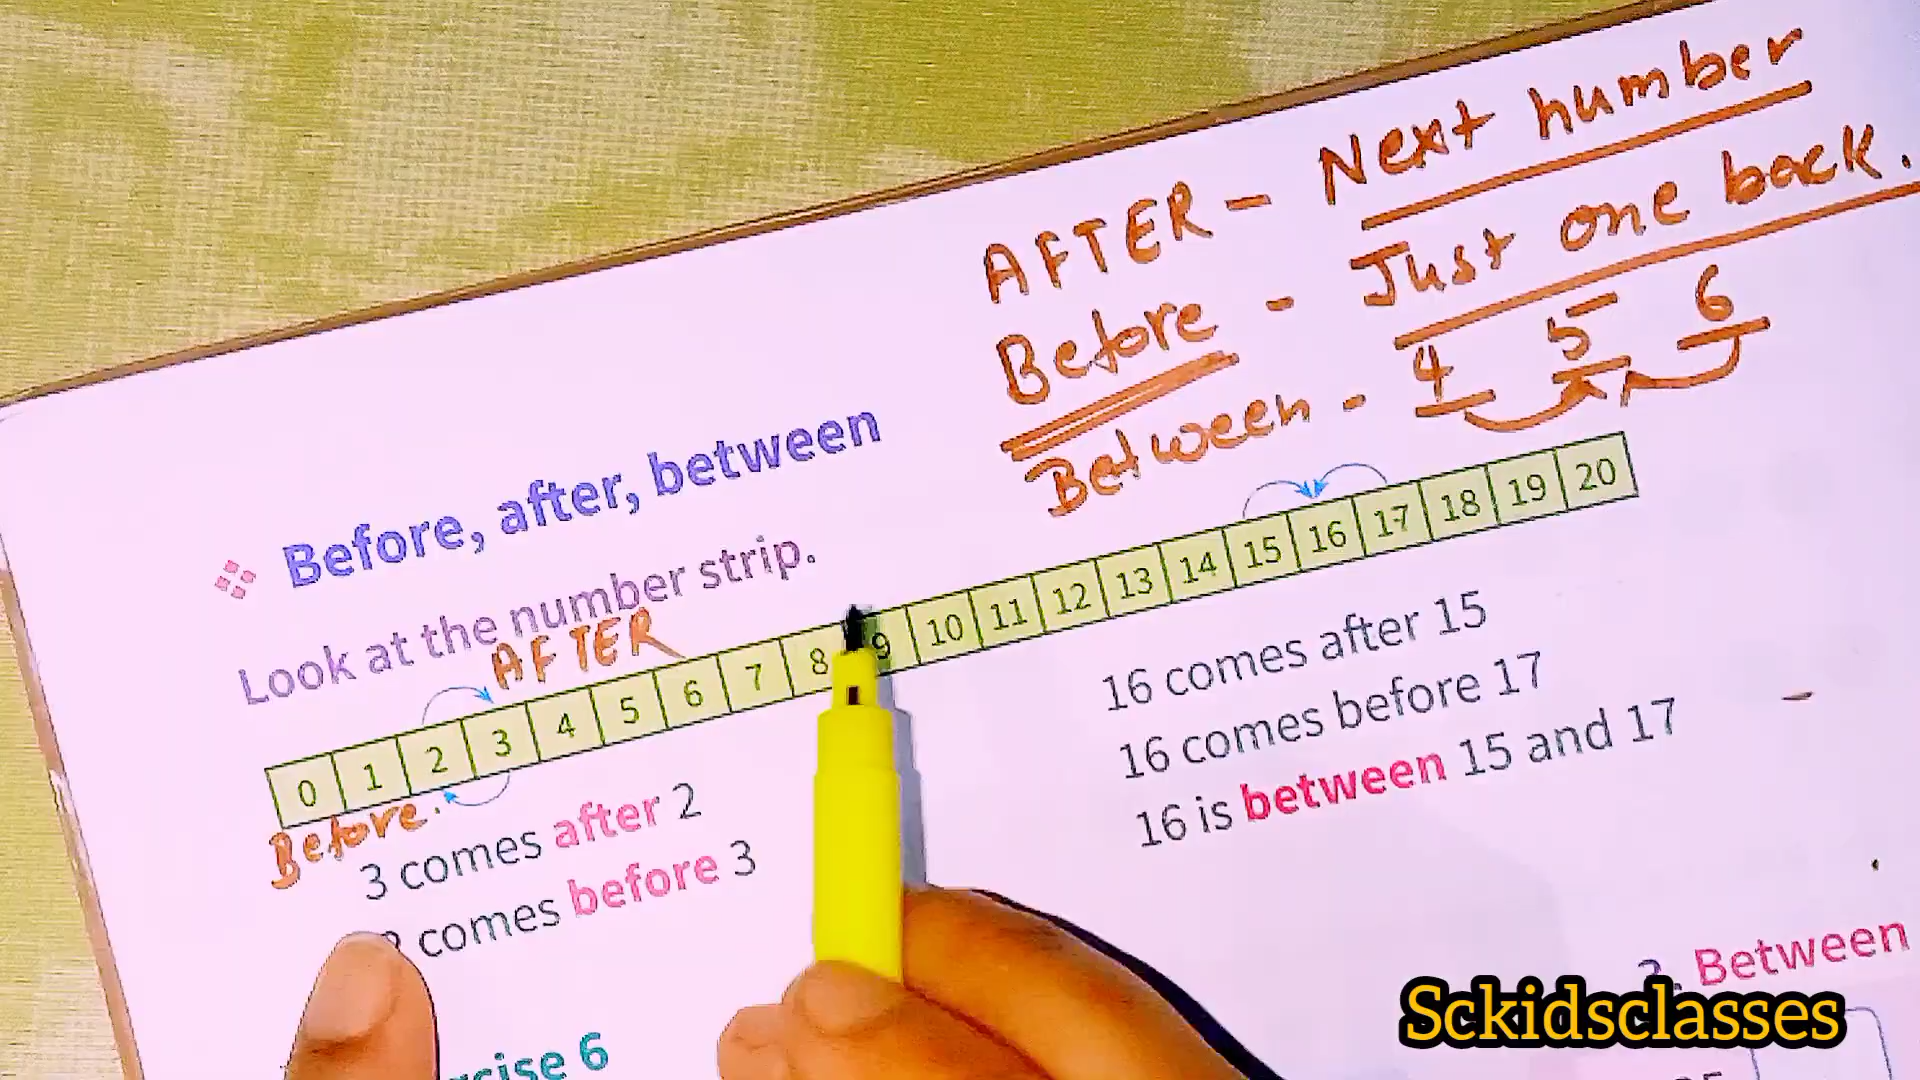 AFTER - Next number
Before - Just one back.
Between - 4 5 6
Before, after, between
Look at the number strip.
AFTER
0 1 2 3 4 5 6 7 8 9 10 11 12 13 14 15 16 17 18 19 20
Before.
3 comes after 2
comes before 3
16 comes after 15
16 comes before 17
16 is between 15 and 17
2. Between
Sckidsclasses
rcise 6